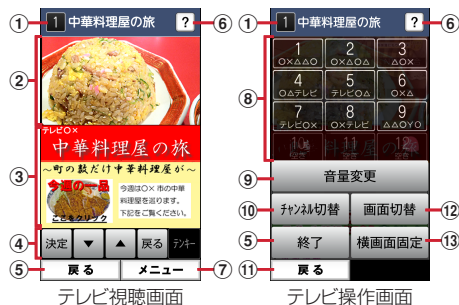 ① 1 中華料理屋の旅 ? ⑥
②
テレビ○×
中華料理屋の旅
～町の数だけ中華料理屋が～
③
今週の一品
ここをクリック
今週は○×市の中華
料理屋を巡ります。
下記をご覧ください。
④ 決定 ▼ ▲ 戻る テンキー
⑤ 戻る メニュー ⑦
テレビ視聴画面
① 1 中華料理屋の旅 ? ⑥
⑧
1 2 3
○×△△○ ○×○△ △○×
4 5 6
○△テレビ テレビ○△ ○×△
7 8 9
テレビ○× ○×テレビ △△○Y○
10 11 12
⑨ 音量変更
⑩ チャンネル切替 画面切替 ⑫
⑤ 終了 横画面固定 ⑬
⑪ 戻る
テレビ操作画面